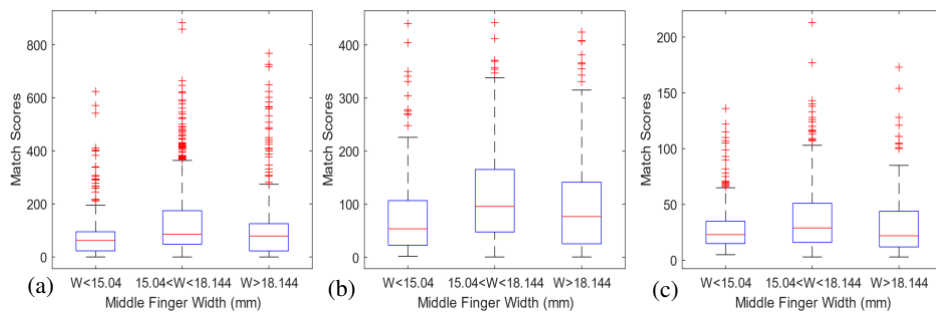 Match Scores
800
600
400
200
0
W<15.04 15.04<W<18.144 W>18.144
Middle Finger Width (mm)
(a)
Match Scores
400
300
200
100
0
W<15.04 15.04<W<18.144 W>18.144
Middle Finger Width (mm)
(b)
Match Scores
200
150
100
50
0
W<15.04 15.04<W<18.144 W>18.144
Middle Finger Width (mm)
(c)